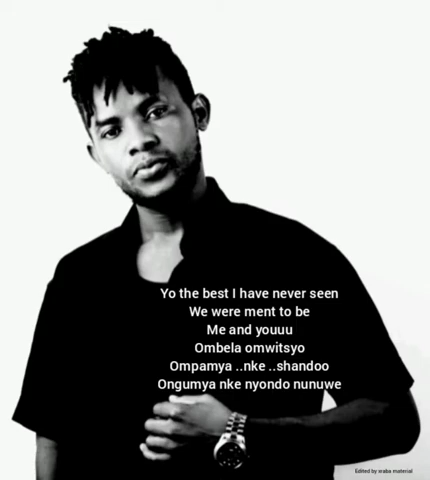 Yo the best I have never seen
We were ment to be
Me and youuu
Ombela omwitsyo
Ompamya ..nke ..shandoo
Ongumya nke nyondo nunuwe
Edited by sraba material